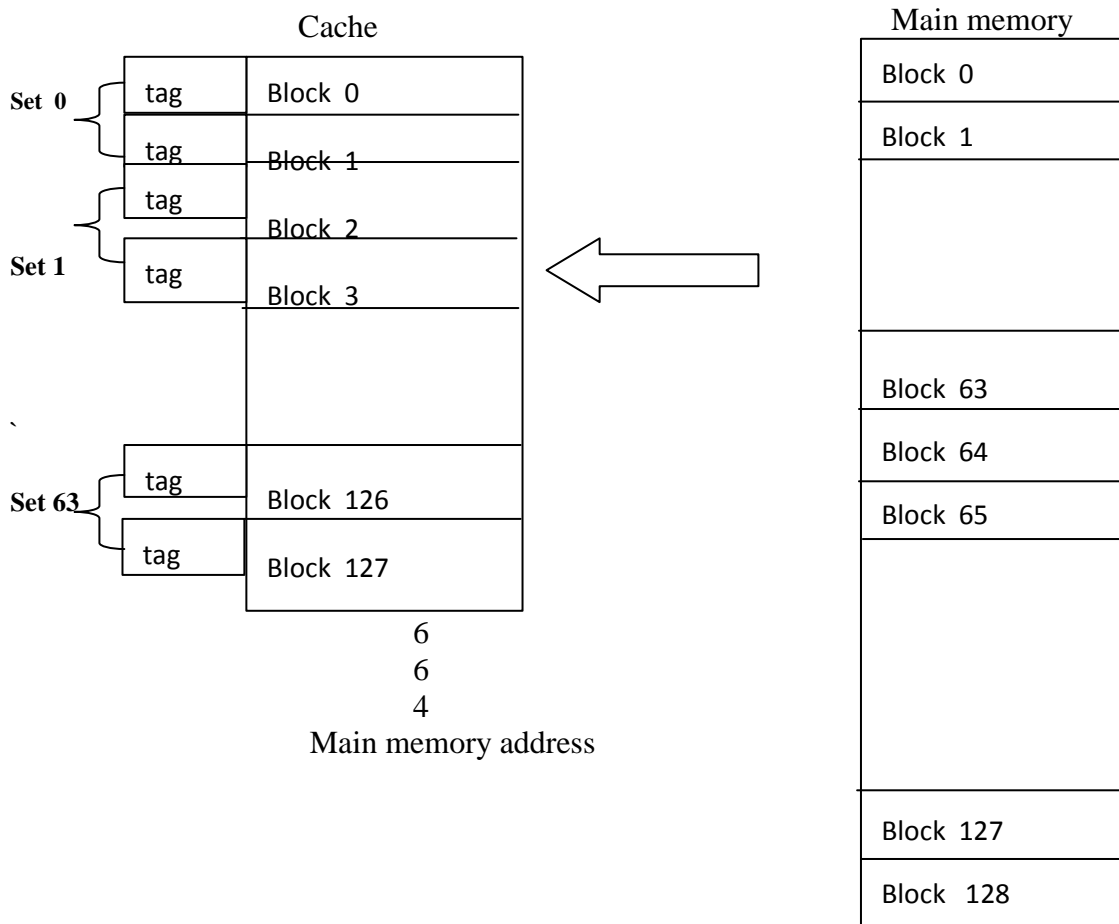 Cache
Set 0
tag
Block 0
tag
Block 1
tag
Block 2
Set 1
tag
Block 3
`
tag
Set 63
Block 126
tag
Block 127
6
6
4
Main memory address
Main memory
Block 0
Block 1
Block 63
Block 64
Block 65
Block 127
Block 128